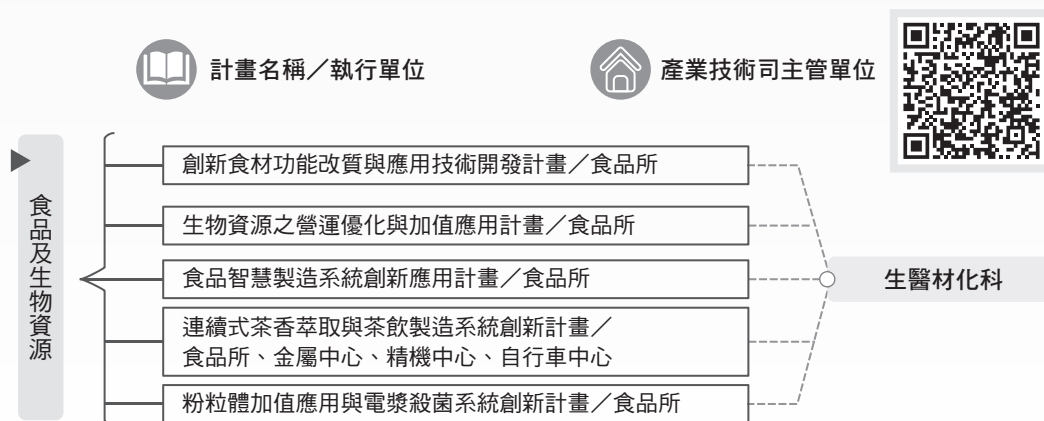 計畫名稱／執行單位
產業技術司主管單位
食品及生物資源
創新食材功能改質與應用技術開發計畫／食品所
生物資源之營運優化與加值應用計畫／食品所
食品智慧製造系統創新應用計畫／食品所
連續式茶香萃取與茶飲製造系統創新計畫／
食品所、金屬中心、精機中心、自行車中心
粉粒體加值應用與電漿殺菌系統創新計畫／食品所
生醫材化科